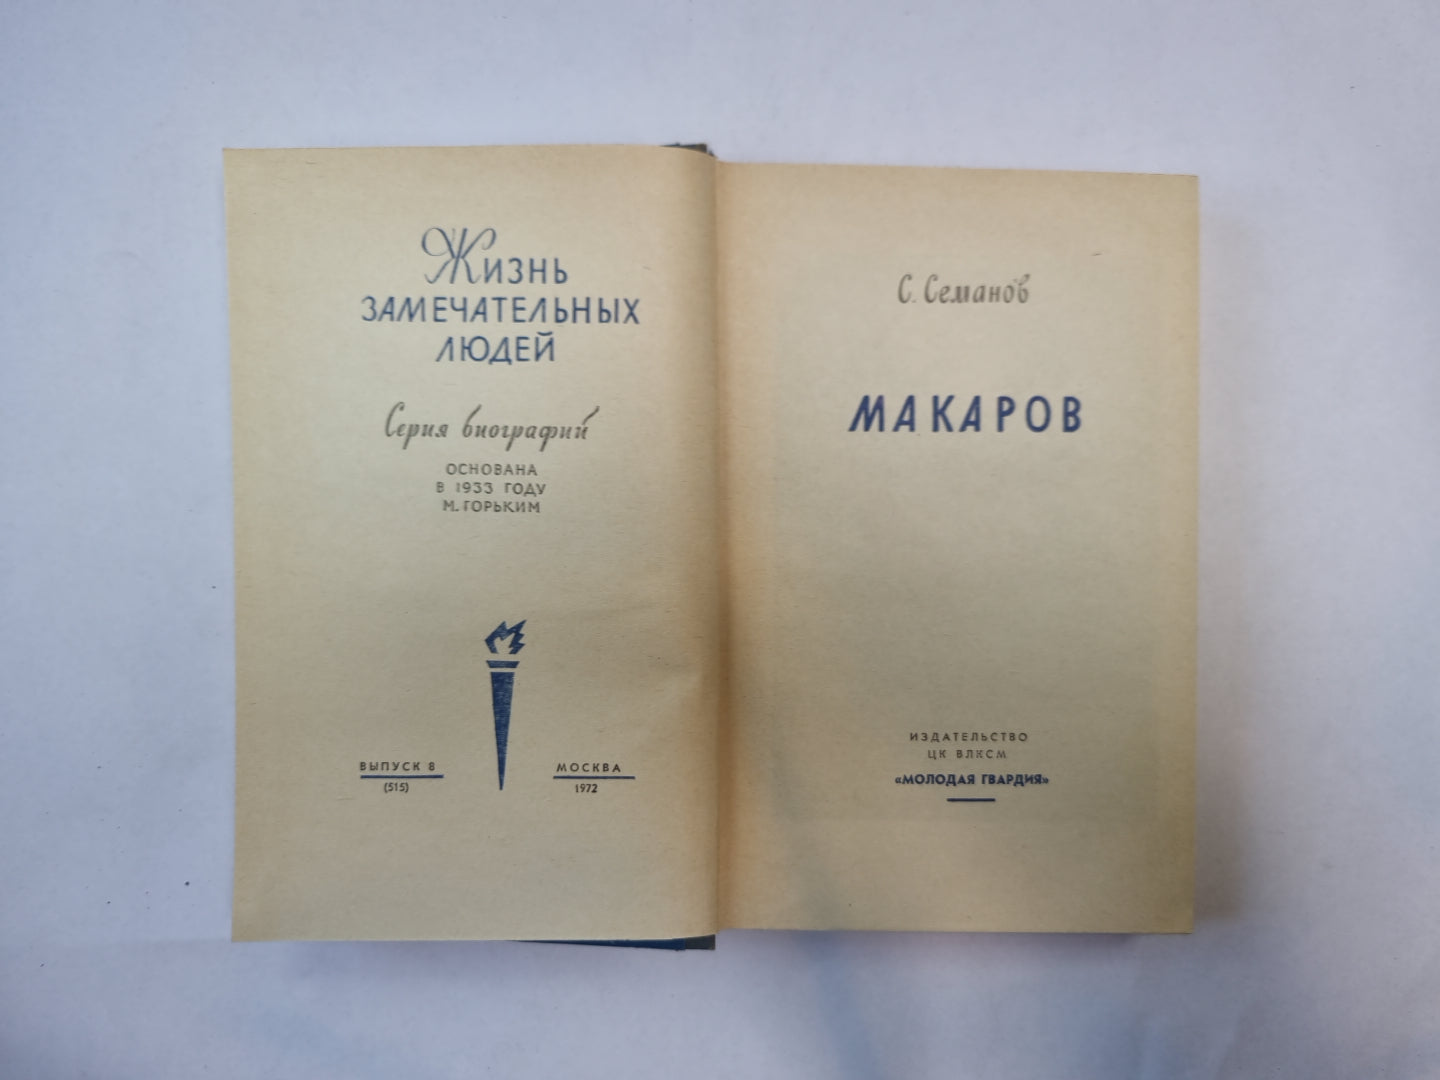 Жизнь
ЗАМЕЧАТЕЛЬНЫХ
ЛЮДЕЙ
Серия биографий
ОСНОВАНА
В 1933 ГОДУ
М. ГОРЬКИМ
ВЫПУСК 8
(515)
МОСКВА
1972
С. Семанов
МАКАРОВ
ИЗДАТЕЛЬСТВО
ЦК ВЛКСМ
«МОЛОДАЯ ГВАРДИЯ»